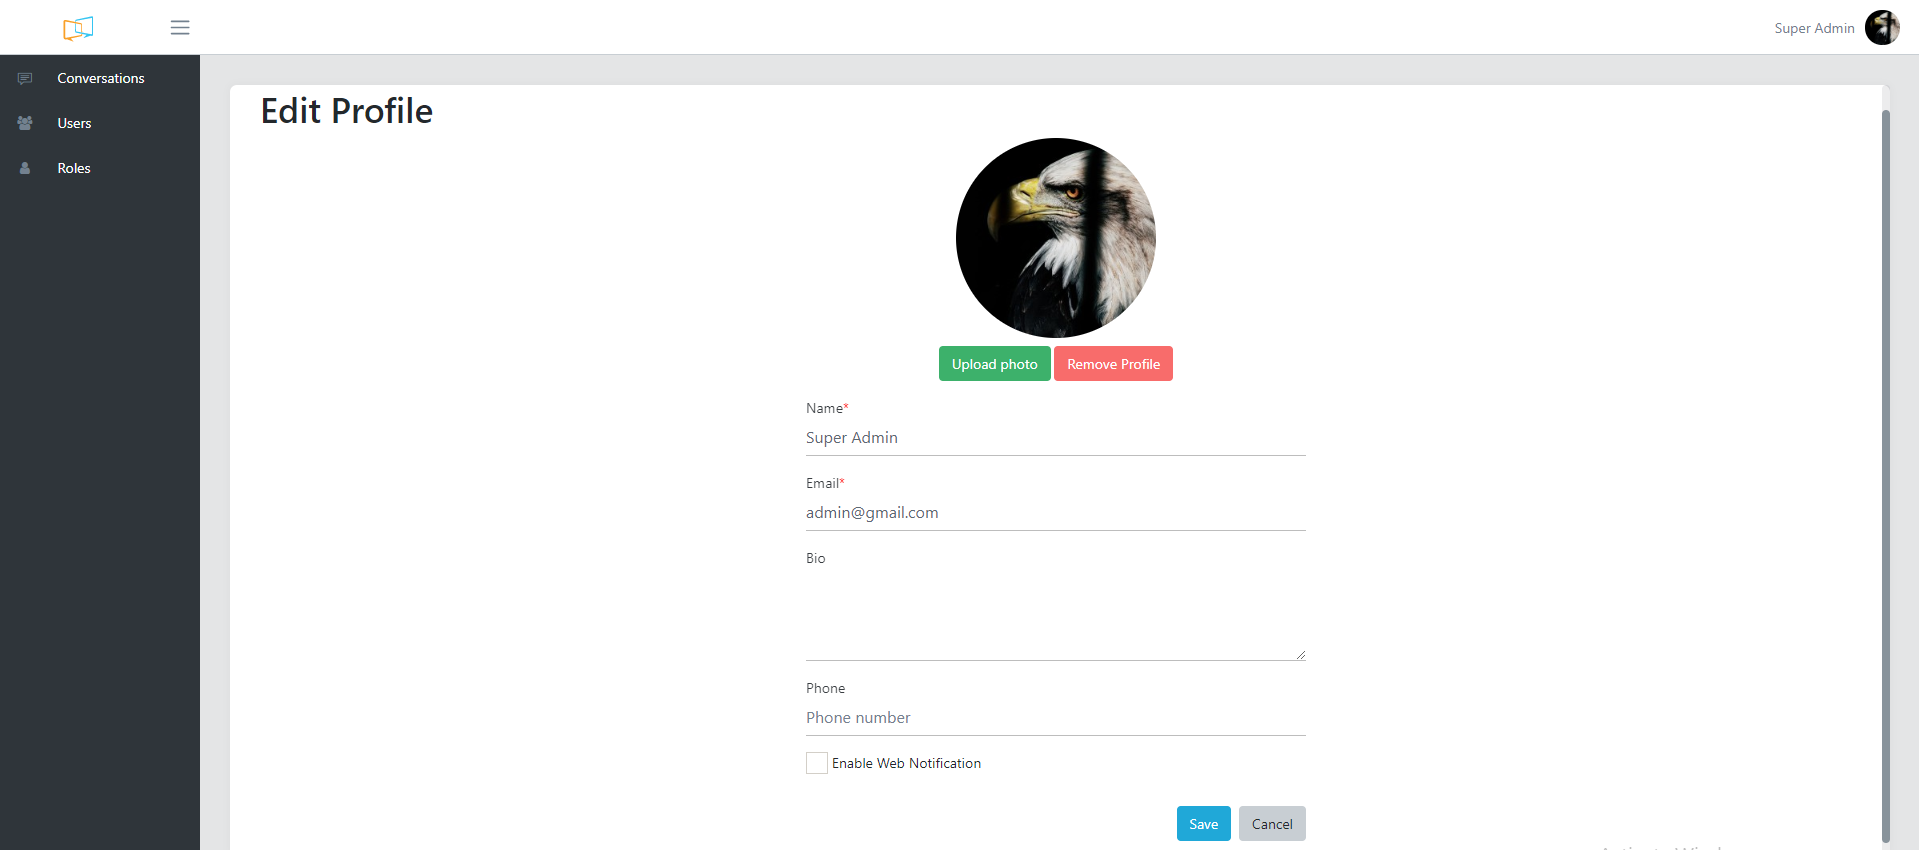 Super Admin
Conversations
Users
Roles
Edit Profile
Upload photo
Remove Profile
Name*
Super Admin
Email*
admin@gmail.com
Bio
Phone
Phone number
Enable Web Notification
Save
Cancel